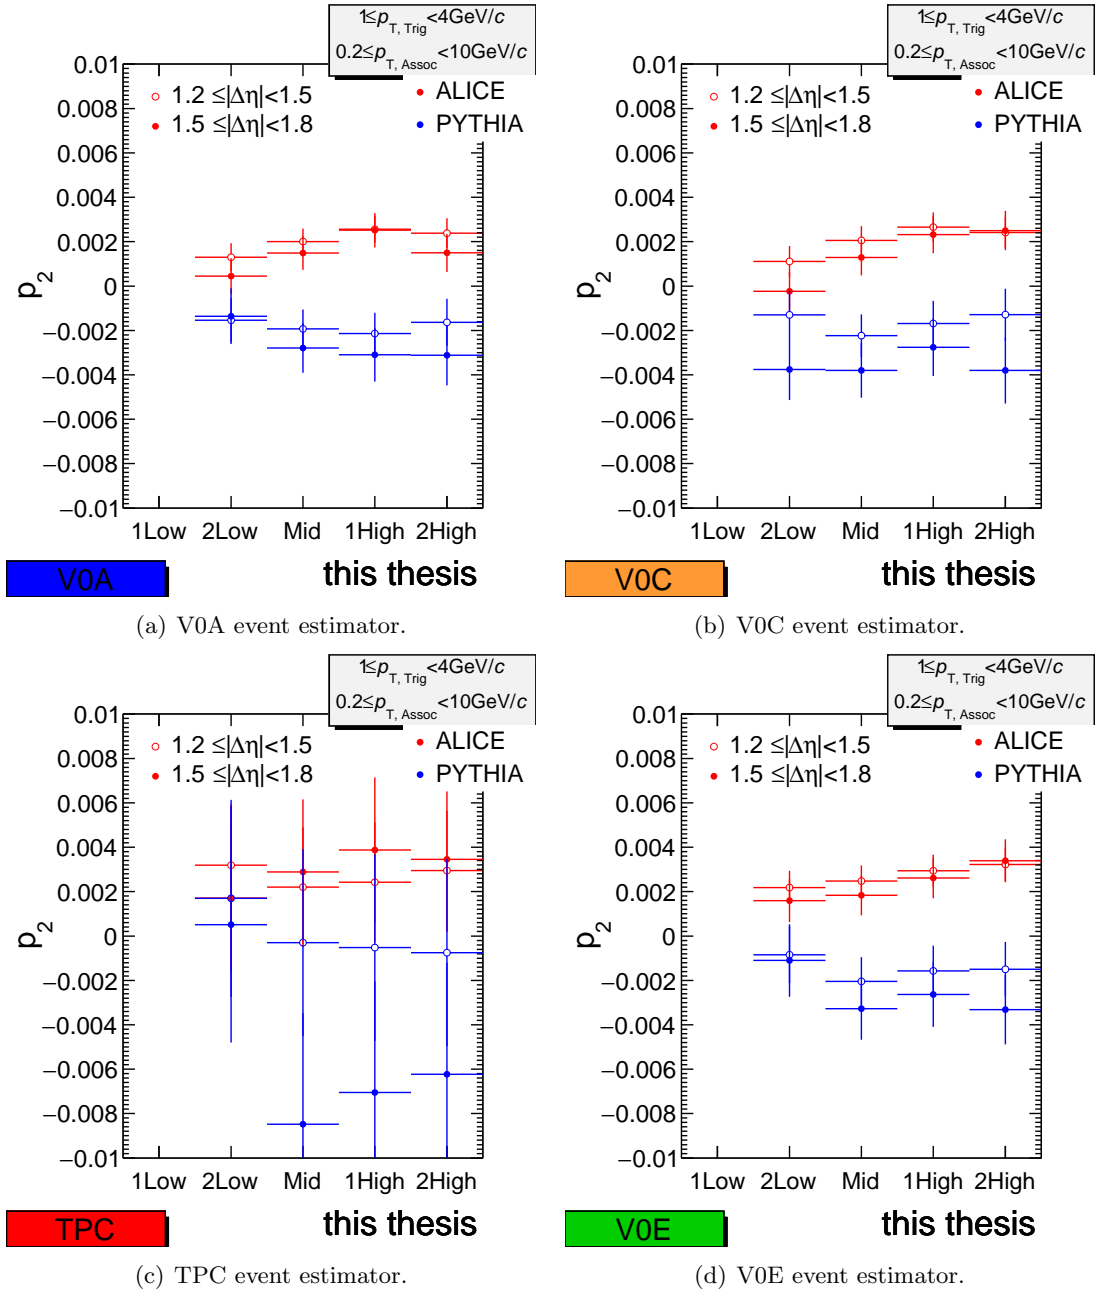 1≤p_T, Trig<4GeV/c
0.2≤p_T, Assoc<10GeV/c
1.2 ≤|Δη|<1.5
1.5 ≤|Δη|<1.8
ALICE
PYTHIA
p_2
0.01
0.008
0.006
0.004
0.002
0
−0.002
−0.004
−0.006
−0.008
−0.01
1Low 2Low Mid 1High 2High
V0A
this thesis
(a) V0A event estimator.
1≤p_T, Trig<4GeV/c
0.2≤p_T, Assoc<10GeV/c
1.2 ≤|Δη|<1.5
1.5 ≤|Δη|<1.8
ALICE
PYTHIA
p_2
0.01
0.008
0.006
0.004
0.002
0
−0.002
−0.004
−0.006
−0.008
−0.01
1Low 2Low Mid 1High 2High
V0C
this thesis
(b) V0C event estimator.
1≤p_T, Trig<4GeV/c
0.2≤p_T, Assoc<10GeV/c
1.2 ≤|Δη|<1.5
1.5 ≤|Δη|<1.8
ALICE
PYTHIA
p_2
0.01
0.008
0.006
0.004
0.002
0
−0.002
−0.004
−0.006
−0.008
−0.01
1Low 2Low Mid 1High 2High
TPC
this thesis
(c) TPC event estimator.
1≤p_T, Trig<4GeV/c
0.2≤p_T, Assoc<10GeV/c
1.2 ≤|Δη|<1.5
1.5 ≤|Δη|<1.8
ALICE
PYTHIA
p_2
0.01
0.008
0.006
0.004
0.002
0
−0.002
−0.004
−0.006
−0.008
−0.01
1Low 2Low Mid 1High 2High
V0E
this thesis
(d) V0E event estimator.